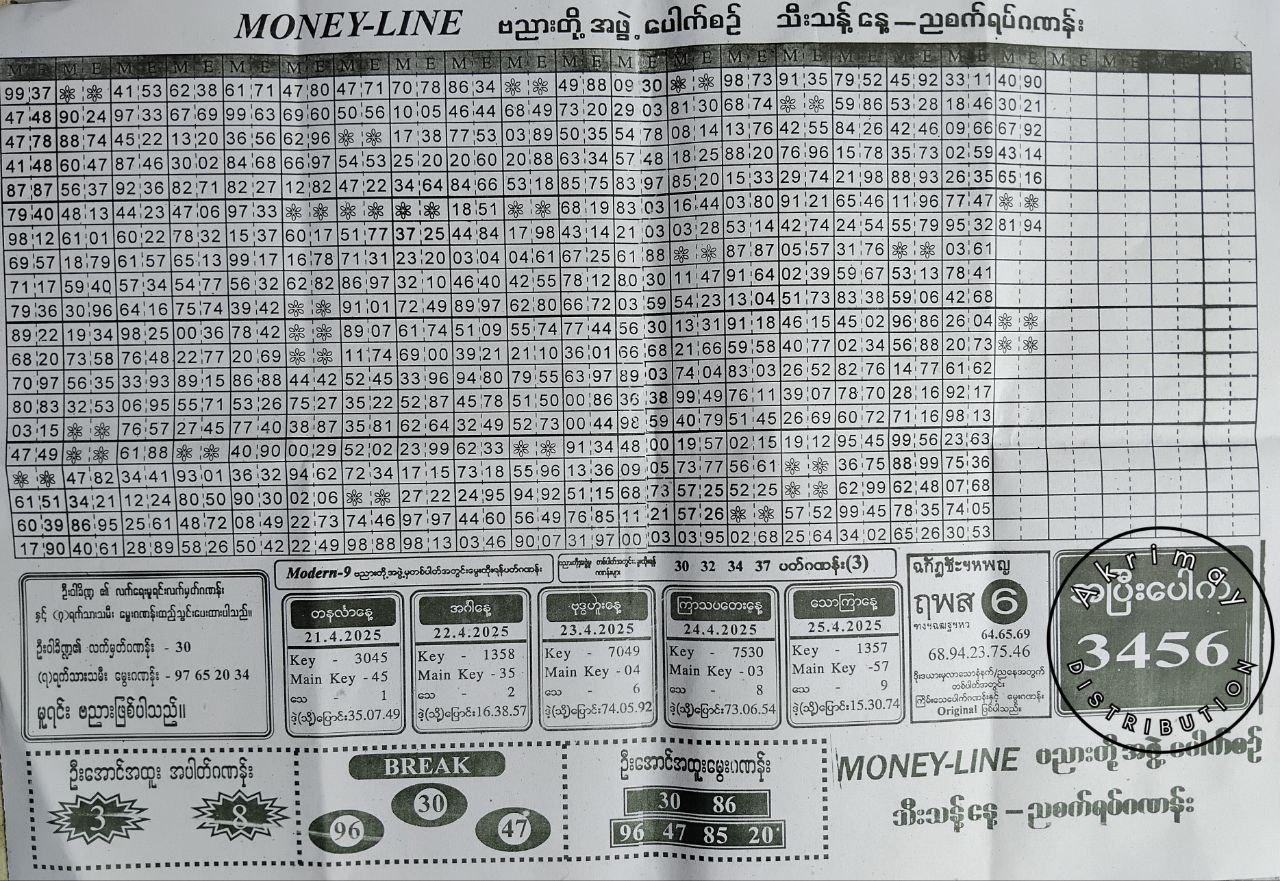 MONEY-LINE ဗညားတို့ အဖွဲ့ ပေါက်စဉ် သီးသန့် နေ့ – ညစက်ရပ်ဂဏန်း
M E M E M E M E M E M E M E M E M E M E M E M E M E M E M E M E M E M E M E M E M E M E M E
99 37 ❀ ❀ 41 53 62 38 61 71 47 80 47 71 70 78 86 34 ❀ ❀ 49 88 09 30 ❀ ❀ 98 73 91 35 79 52 45 92 33 11 40 90
47 48 90 24 97 33 67 69 99 63 69 60 50 56 10 05 46 44 68 49 73 20 29 03 81 30 68 74 ❀ ❀ 59 86 53 28 18 46 30 21
47 78 88 74 45 22 13 20 36 56 62 96 ❀ ❀ 17 38 77 53 03 89 50 35 54 78 08 14 13 76 42 55 84 26 42 46 09 66 67 92
41 48 60 47 87 46 30 02 84 68 66 97 54 53 25 20 20 60 20 88 63 34 57 48 18 25 88 20 76 96 15 78 35 73 02 59 43 14
87 87 56 37 92 36 82 71 82 27 12 82 47 22 34 64 84 66 53 18 85 75 83 97 85 20 15 33 29 74 21 98 88 93 26 35 65 16
79 40 48 13 44 23 47 06 97 33 ❀ ❀ ❀ ❀ ❀ ❀ 18 51 ❀ ❀ 68 19 83 03 16 44 03 80 91 21 65 46 11 96 77 47 ❀ ❀
98 12 61 01 60 22 78 32 15 37 60 17 51 77 37 25 44 84 17 98 43 14 21 03 03 28 53 14 42 74 24 54 55 79 95 32 81 94
69 57 18 79 61 57 65 13 99 17 16 78 71 31 23 20 03 04 04 61 67 25 61 88 ❀ ❀ 87 87 05 57 31 76 ❀ ❀ 03 61
71 17 59 40 57 34 54 77 56 32 62 82 86 97 32 10 46 40 42 55 78 12 80 30 11 47 91 64 02 39 59 67 53 13 78 41
79 36 30 96 64 16 75 74 39 42 ❀ ❀ 91 01 72 49 89 97 62 80 66 72 03 59 54 23 13 04 51 73 83 38 59 06 42 68
89 22 19 34 98 25 00 36 78 42 ❀ ❀ 89 07 61 74 51 09 55 74 77 44 56 30 13 31 91 18 46 15 45 02 96 86 26 04 ❀ ❀
68 20 73 58 76 48 22 77 20 69 ❀ ❀ 11 74 69 00 39 21 21 10 36 01 66 68 21 66 59 58 40 77 02 34 56 88 20 73 ❀ ❀
70 97 56 35 33 93 89 15 86 88 44 42 52 45 33 96 94 80 79 55 63 97 89 03 74 04 83 03 26 52 82 76 14 77 61 62
80 83 32 53 06 95 55 71 53 26 75 27 35 22 62 92 45 78 51 50 00 86 36 38 99 49 76 11 39 07 78 70 28 16 92 17
03 15 ❀ ❀ 76 57 27 45 77 40 38 87 35 81 62 64 32 49 52 73 00 44 98 59 40 79 51 45 26 69 60 72 71 16 98 13
47 49 ❀ ❀ 61 88 ❀ ❀ 40 90 00 29 52 02 23 99 62 33 ❀ ❀ 91 34 48 00 19 57 02 15 19 12 95 45 99 56 23 63
❀ ❀ 47 82 34 41 93 01 36 32 94 62 72 34 17 15 73 18 55 96 13 36 09 05 73 77 56 61 ❀ ❀ 36 75 88 99 75 36
61 51 34 21 12 24 80 50 90 30 02 06 ❀ ❀ 27 22 24 95 94 92 51 15 68 73 57 25 52 25 ❀ ❀ 62 99 62 48 07 68
60 39 86 95 25 61 48 72 08 49 22 73 74 46 97 97 44 60 56 49 76 85 11 21 57 26 ❀ ❀ 57 52 99 45 78 35 74 05
17 90 40 61 28 89 58 26 50 42 22 49 98 88 98 13 03 46 90 07 31 97 00 03 03 95 02 68 25 64 34 02 65 26 30 53
ဦးဝါဒိဏ္ဏ ၏ လက်ရေးမူရင်းလက်မှတ်ဂဏန်း
နှင့် (၇)ရက်သားသမီး မွေးဂဏန်းထည့်သွင်းပေးထားပါသည်။
ဦးဝါဒိဏ္ဏ၏ လက်မှတ်ဂဏန်း - 30
(၇)ရက်သားသမီး မွေးဂဏန်း - 97 65 20 34
မူရင်း ဗညားဖြစ်ပါသည်။
Modern-9 ဗညားတို့အဖွဲ့မှတစ်ပါတ်အတွင်းမွေးထိုးရန်ပတ်ဂဏန်း
30 32 34 37 ပတ်ဂဏန်း(3)
တနင်္လာနေ့
21.4.2025
Key - 3045
Main Key - 45
သေ - 1
ဒဲ့(သို့)ပြောင်း35.07.49
အင်္ဂါနေ့
22.4.2025
Key - 1358
Main Key - 35
သေ - 2
ဒဲ့(သို့)ပြောင်း16.38.57
ဗုဒ္ဓဟူးနေ့
23.4.2025
Key - 7049
Main Key - 04
သေ - 6
ဒဲ့(သို့)ပြောင်း74.05.92
ကြာသပတေးနေ့
24.4.2025
Key - 7530
Main Key - 03
သေ - 8
ဒဲ့(သို့)ပြောင်း73.06.54
သောကြာနေ့
25.4.2025
Key - 1357
Main Key -57
သေ - 9
ဒဲ့(သို့)ပြောင်း15.30.74
ฤพส 6
64.65.69
68.94.23.75.46
တစ်ပါတ်အတွင်း
Original ဖြစ်ပါသည်။
အပြီးပေါက်
3456
Akrimoy
DISTRIBUTION
ဦးအောင်အထူး အပါတ်ဂဏန်း
3 8
BREAK
96 30 47
ဦးအောင်အထူးမွေးဂဏန်း
30 86
96 47 85 20
MONEY-LINE ဗညားတို့ အဖွဲ့ ပေါက်စဉ်
သီးသန့် နေ့ – ညစက်ရပ်ဂဏန်း